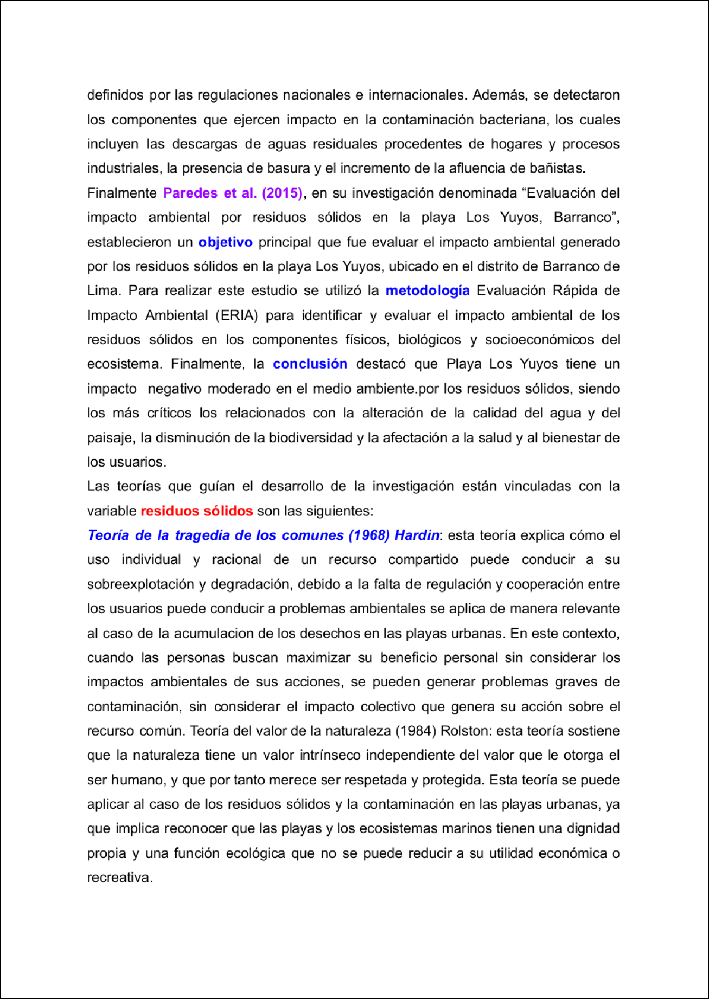 definidos por las regulaciones nacionales e internacionales. Además, se detectaron
los componentes que ejercen impacto en la contaminación bacteriana, los cuales
incluyen las descargas de aguas residuales procedentes de hogares y procesos
industriales, la presencia de basura y el incremento de la afluencia de bañistas.
Finalmente Paredes et al. (2015), en su investigación denominada “Evaluación del
impacto ambiental por residuos sólidos en la playa Los Yuyos, Barranco”,
establecieron un objetivo principal que fue evaluar el impacto ambiental generado
por los residuos sólidos en la playa Los Yuyos, ubicado en el distrito de Barranco de
Lima. Para realizar este estudio se utilizó la metodología Evaluación Rápida de
Impacto Ambiental (ERIA) para identificar y evaluar el impacto ambiental de los
residuos sólidos en los componentes físicos, biológicos y socioeconómicos del
ecosistema. Finalmente, la conclusión destacó que Playa Los Yuyos tiene un
impacto negativo moderado en el medio ambiente.por los residuos sólidos, siendo
los más críticos los relacionados con la alteración de la calidad del agua y del
paisaje, la disminución de la biodiversidad y la afectación a la salud y al bienestar de
los usuarios.
Las teorías que guían el desarrollo de la investigación están vinculadas con la
variable residuos sólidos son las siguientes:
Teoría de la tragedia de los comunes (1968) Hardin: esta teoría explica cómo el
uso individual y racional de un recurso compartido puede conducir a su
sobreexplotación y degradación, debido a la falta de regulación y cooperación entre
los usuarios puede conducir a problemas ambientales se aplica de manera relevante
al caso de la acumulacion de los desechos en las playas urbanas. En este contexto,
cuando las personas buscan maximizar su beneficio personal sin considerar los
impactos ambientales de sus acciones, se pueden generar problemas graves de
contaminación, sin considerar el impacto colectivo que genera su acción sobre el
recurso común. Teoría del valor de la naturaleza (1984) Rolston: esta teoría sostiene
que la naturaleza tiene un valor intrínseco independiente del valor que le otorga el
ser humano, y que por tanto merece ser respetada y protegida. Esta teoría se puede
aplicar al caso de los residuos sólidos y la contaminación en las playas urbanas, ya
que implica reconocer que las playas y los ecosistemas marinos tienen una dignidad
propia y una función ecológica que no se puede reducir a su utilidad económica o
recreativa.